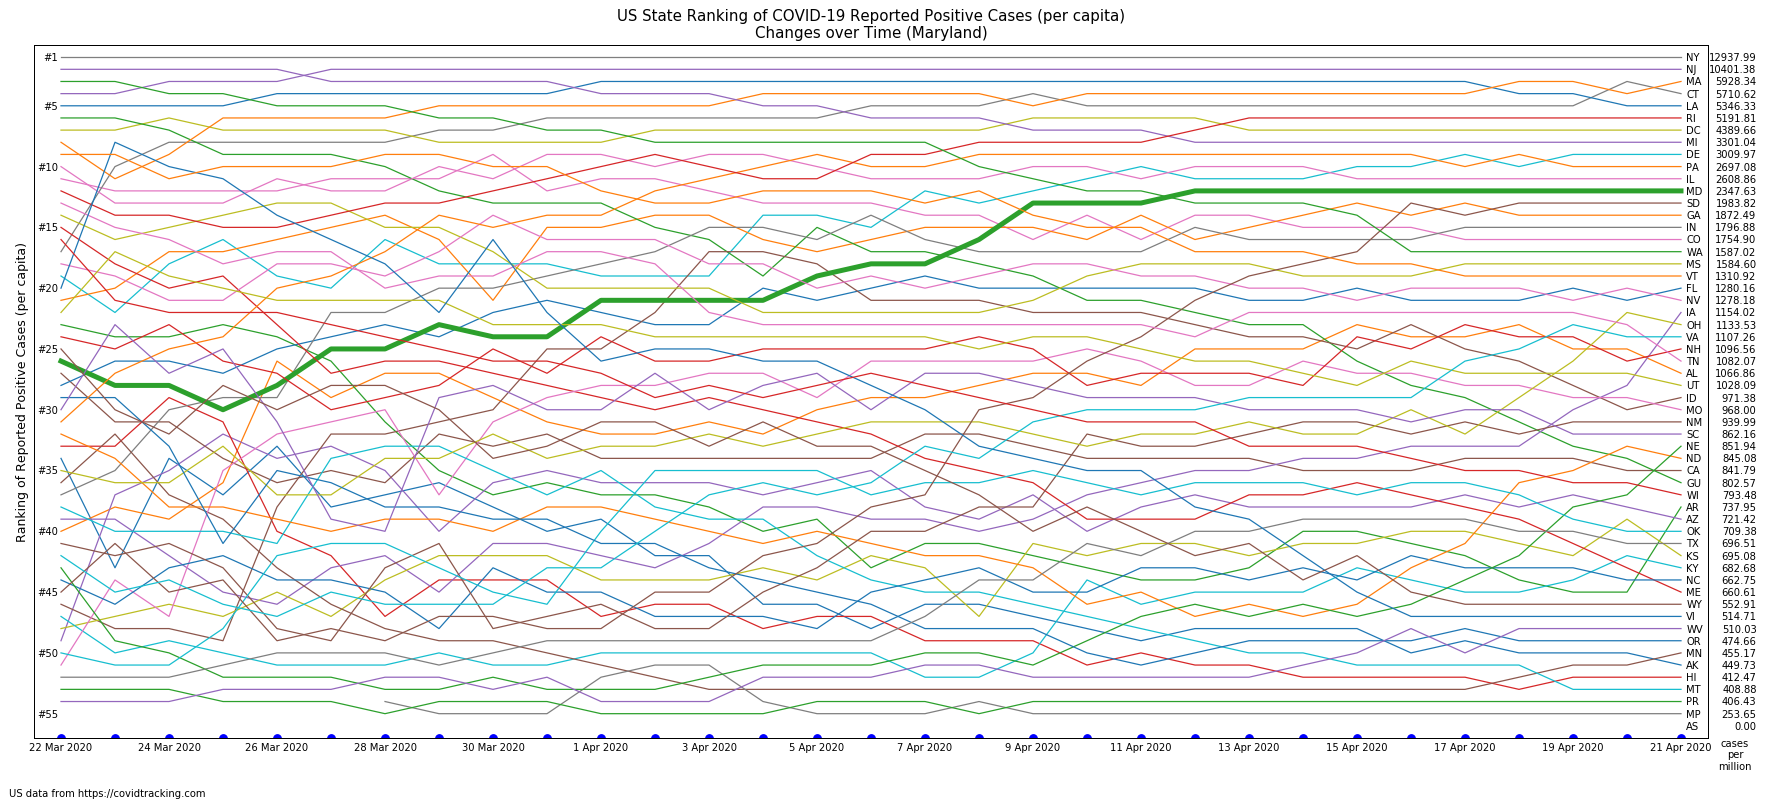 US State Ranking of COVID-19 Reported Positive Cases (per capita)
Changes over Time (Maryland)
Ranking of Reported Positive Cases (per capita)
#1
#5
#10
#15
#20
#25
#30
#35
#40
#45
#50
#55
NY 12937.99
NJ 10401.38
MA 5928.34
CT 5710.62
LA 5346.33
RI 5191.81
DC 4389.66
MI 3301.04
DE 3009.97
PA 2697.08
IL 2608.86
MD 2347.63
SD 1983.82
GA 1872.49
IN 1796.88
CO 1754.90
WA 1587.02
MS 1584.60
VT 1310.92
FL 1280.16
NV 1278.18
IA 1154.02
OH 1133.53
VA 1107.26
NH 1096.56
TN 1082.07
AL 1066.86
UT 1028.09
ID 971.38
MO 968.00
NM 939.99
SC 862.16
NE 851.94
ND 845.08
CA 841.79
GU 802.57
WI 793.48
AR 737.95
AZ 721.42
OK 709.38
TX 696.51
KS 695.08
KY 682.68
NC 662.75
ME 660.61
WY 552.91
VI 514.71
WV 510.03
OR 474.66
MN 455.17
AK 449.73
HI 412.47
MT 408.88
PR 406.43
MP 253.65
AS 0.00
22 Mar 2020
24 Mar 2020
26 Mar 2020
28 Mar 2020
30 Mar 2020
1 Apr 2020
3 Apr 2020
5 Apr 2020
7 Apr 2020
9 Apr 2020
11 Apr 2020
13 Apr 2020
15 Apr 2020
17 Apr 2020
19 Apr 2020
21 Apr 2020
cases
per
million
US data from https://covidtracking.com